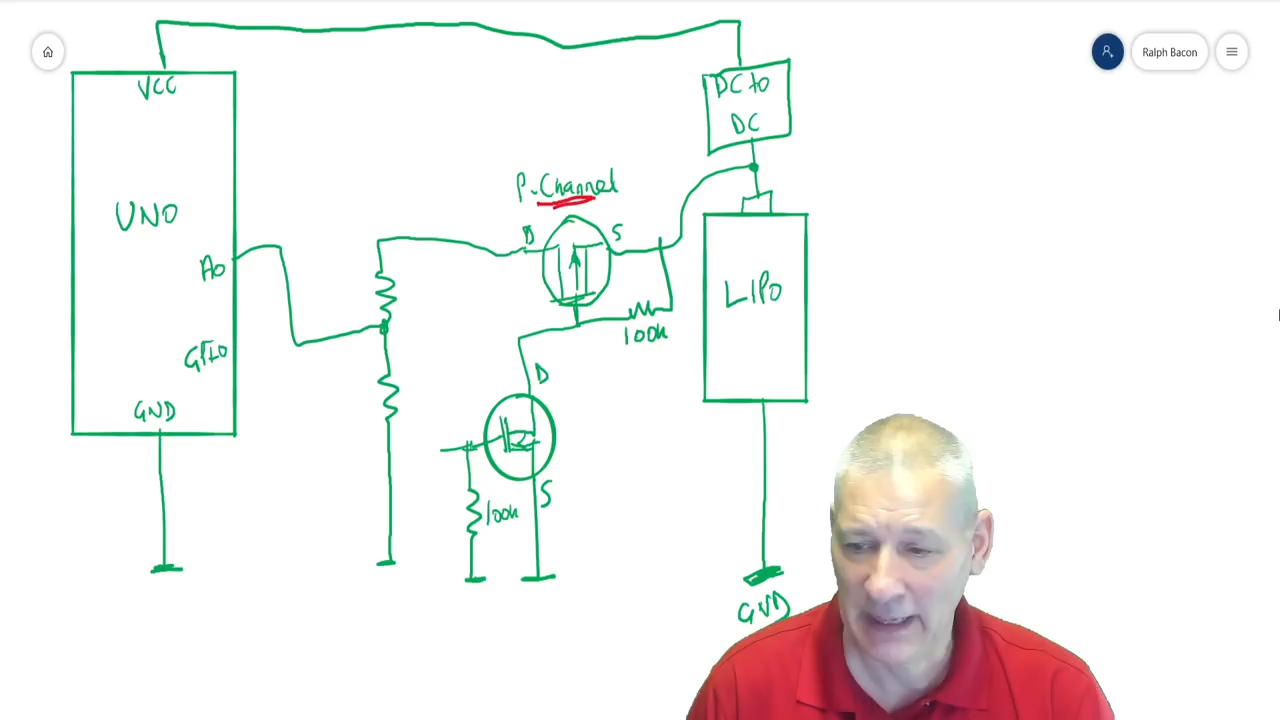 Ralph Bacon
VCC
DC to
DC
P-Channel
UNO
D
S
A0
LIPO
100k
GPIO
D
GND
S
100k
GND